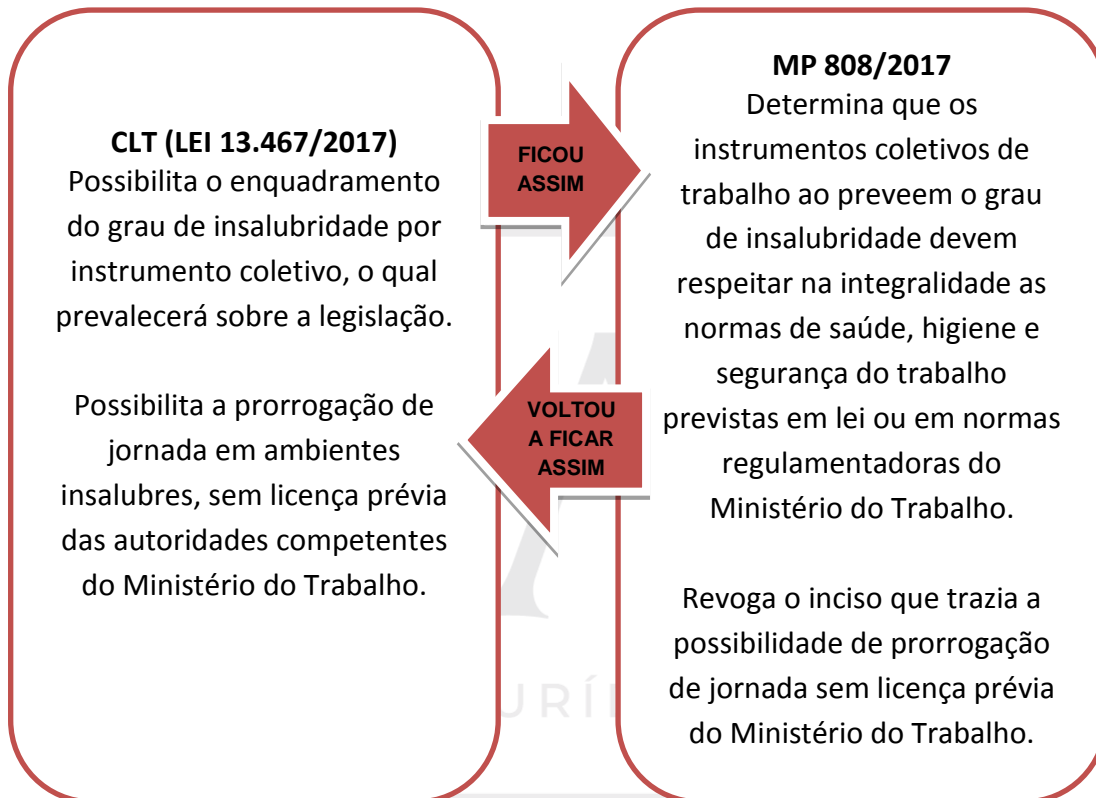 CLT (LEI 13.467/2017)
Possibilita o enquadramento
do grau de insalubridade por
instrumento coletivo, o qual
prevalecerá sobre a legislação.
Possibilita a prorrogação de
jornada em ambientes
insalubres, sem licença prévia
das autoridades competentes
do Ministério do Trabalho.
FICOU
ASSIM
VOLTOU
A FICAR
ASSIM
MP 808/2017
Determina que os
instrumentos coletivos de
trabalho ao preveem o grau
de insalubridade devem
respeitar na integralidade as
normas de saúde, higiene e
segurança do trabalho
previstas em lei ou em normas
regulamentadoras do
Ministério do Trabalho.
Revoga o inciso que trazia a
possibilidade de prorrogação
de jornada sem licença prévia
do Ministério do Trabalho.